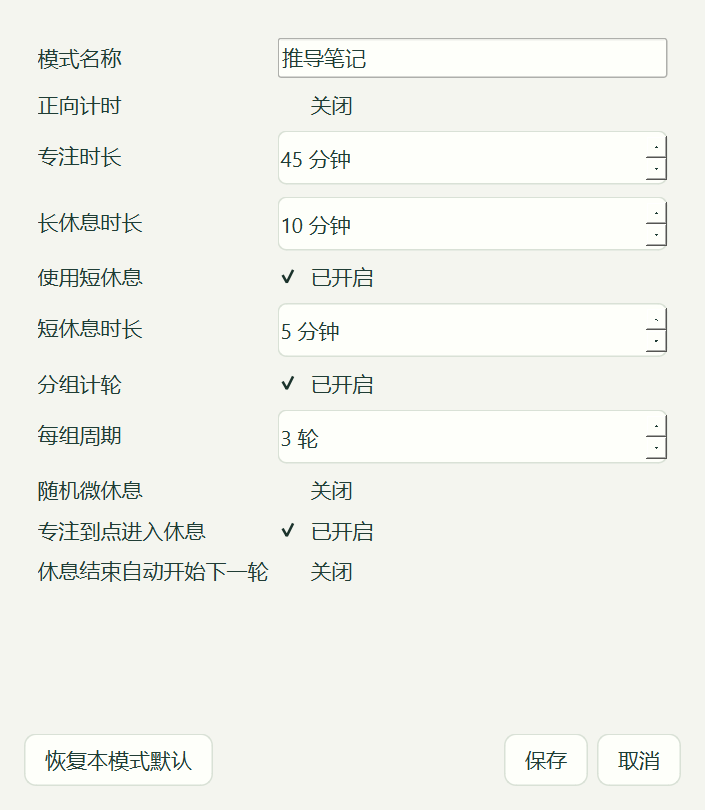 模式名称 推导笔记
正向计时 关闭
专注时长 45 分钟
长休息时长 10 分钟
使用短休息 ✓ 已开启
短休息时长 5 分钟
分组计轮 ✓ 已开启
每组周期 3 轮
随机微休息 关闭
专注到点进入休息 ✓ 已开启
休息结束自动开始下一轮 关闭
恢复本模式默认 保存 取消